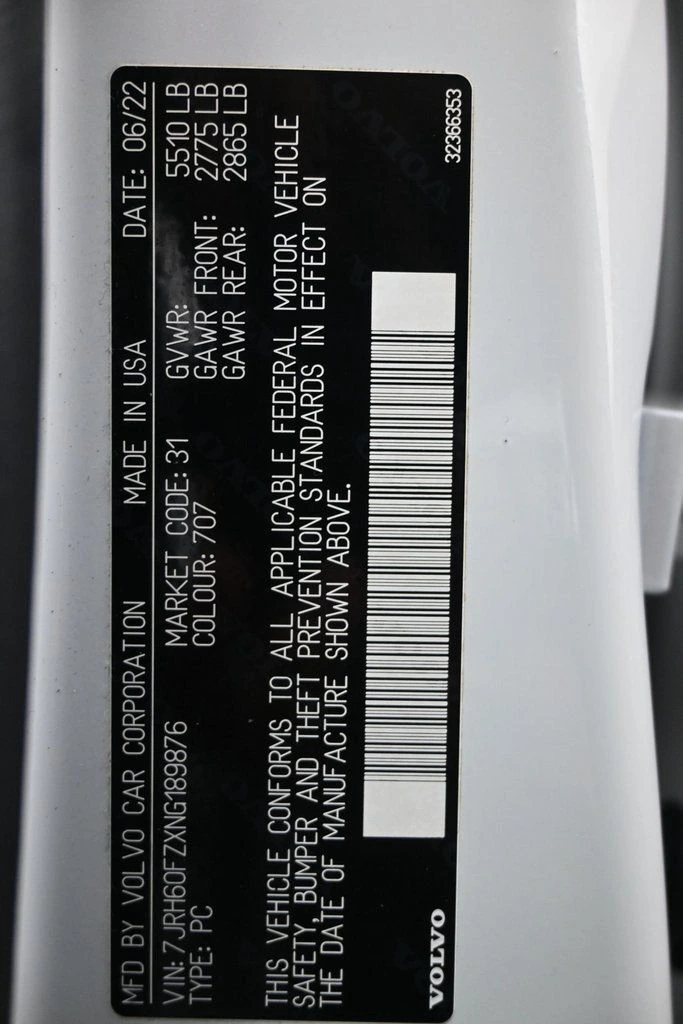 MFD BY VOLVO CAR CORPORATION MADE IN USA DATE: 06/22
VIN: 7JRH60FZXNG189876 MARKET CODE: 31 GVWR: 5510 LB
TYPE: PC COLOUR: 707 GAWR FRONT: 2775 LB
GAWR REAR: 2865 LB
THIS VEHICLE CONFORMS TO ALL APPLICABLE FEDERAL MOTOR VEHICLE
SAFETY, BUMPER AND THEFT PREVENTION STANDARDS IN EFFECT ON
THE DATE OF MANUFACTURE SHOWN ABOVE.
VOLVO
32366353